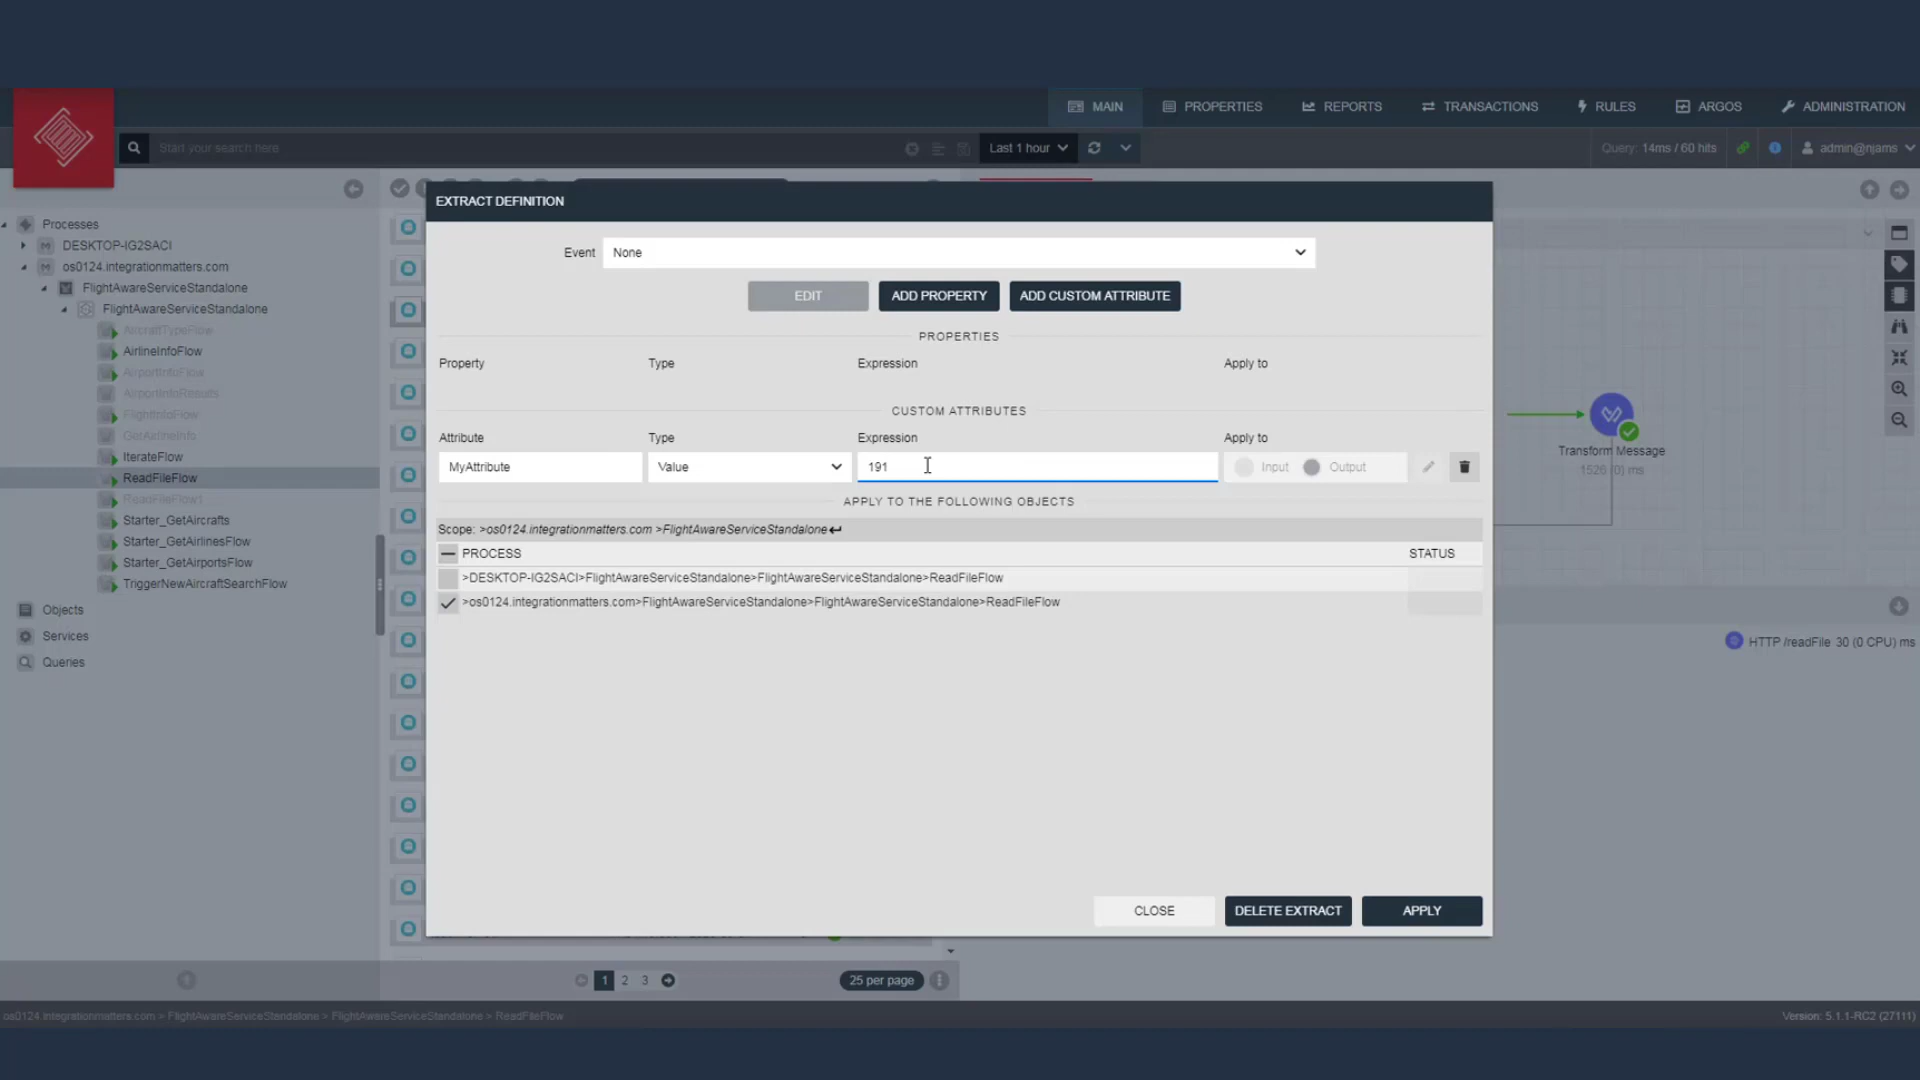 MAIN
PROPERTIES
REPORTS
TRANSACTIONS
RULES
ARGOS
ADMINISTRATION
Start your search here
Last 1 hour
Query: 14ms / 60 hits
admin@njams
EXTRACT DEFINITION
Event None
EDIT
ADD PROPERTY
ADD CUSTOM ATTRIBUTE
PROPERTIES
Property Type Expression Apply to
CUSTOM ATTRIBUTES
Attribute Type Expression Apply to
MyAttribute Value 191 Input Output
APPLY TO THE FOLLOWING OBJECTS
Scope: >os0124.integrationmatters.com >FlightAwareServiceStandalone
PROCESS STATUS
>DESKTOP-IG2SACI>FlightAwareServiceStandalone>FlightAwareServiceStandalone>ReadFileFlow
>os0124.integrationmatters.com>FlightAwareServiceStandalone>FlightAwareServiceStandalone>ReadFileFlow
CLOSE
DELETE EXTRACT
APPLY
Processes
DESKTOP-IG2SACI
os0124.integrationmatters.com
FlightAwareServiceStandalone
FlightAwareServiceStandalone
AircraftTypeFlow
AirlineInfoFlow
AirportInfoFlow
AirportInfoResults
FlightInfoFlow
GetAirlineInfo
IterateFlow
ReadFileFlow
ReadFileFlow1
Starter_GetAircrafts
Starter_GetAirlinesFlow
Starter_GetAirportsFlow
TriggerNewAircraftSearchFlow
Objects
Services
Queries
Transform Message
1526 (0) ms
HTTP /readFile 30 (0 CPU) ms
1 2 3
25 per page
os0124.integrationmatters.com > FlightAwareServiceStandalone > FlightAwareServiceStandalone > ReadFileFlow
Version: 5.1.1-RC2 (27111)